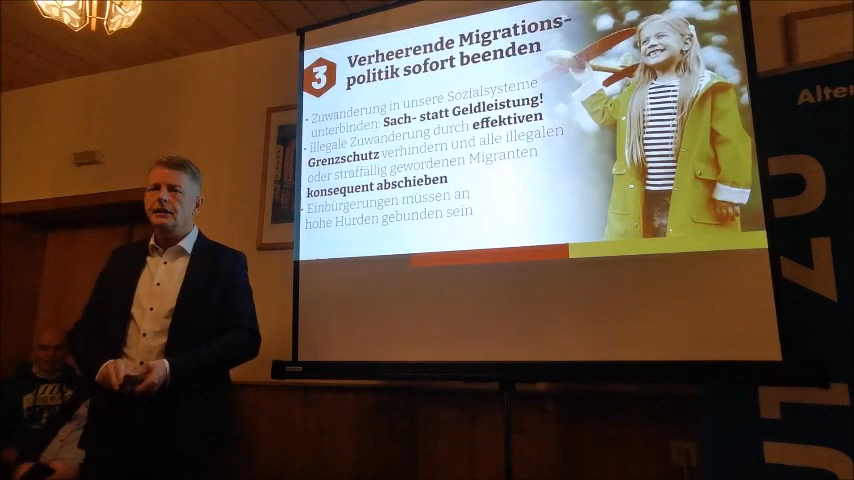 3
Verheerende Migrations-
politik sofort beenden
• Zuwanderung in unsere Sozialsysteme
unterbinden: Sach- statt Geldleistung!
• illegale Zuwanderung durch effektiven
Grenzschutz verhindern und alle illegalen
oder straffällig gewordenen Migranten
konsequent abschieben
• Einbürgerungen müssen an
hohe Hürden gebunden sein
Alter